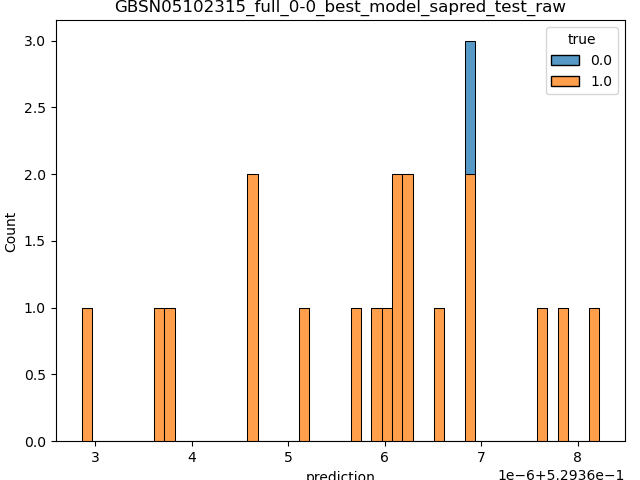 GBSN05102315_full_0-0_best_model_sapred_test_raw
true
0.0
1.0
3.0
2.5
2.0
1.5
1.0
0.5
0.0
Count
3 4 5 6 7 8
prediction
1e−6+5.2936e−1